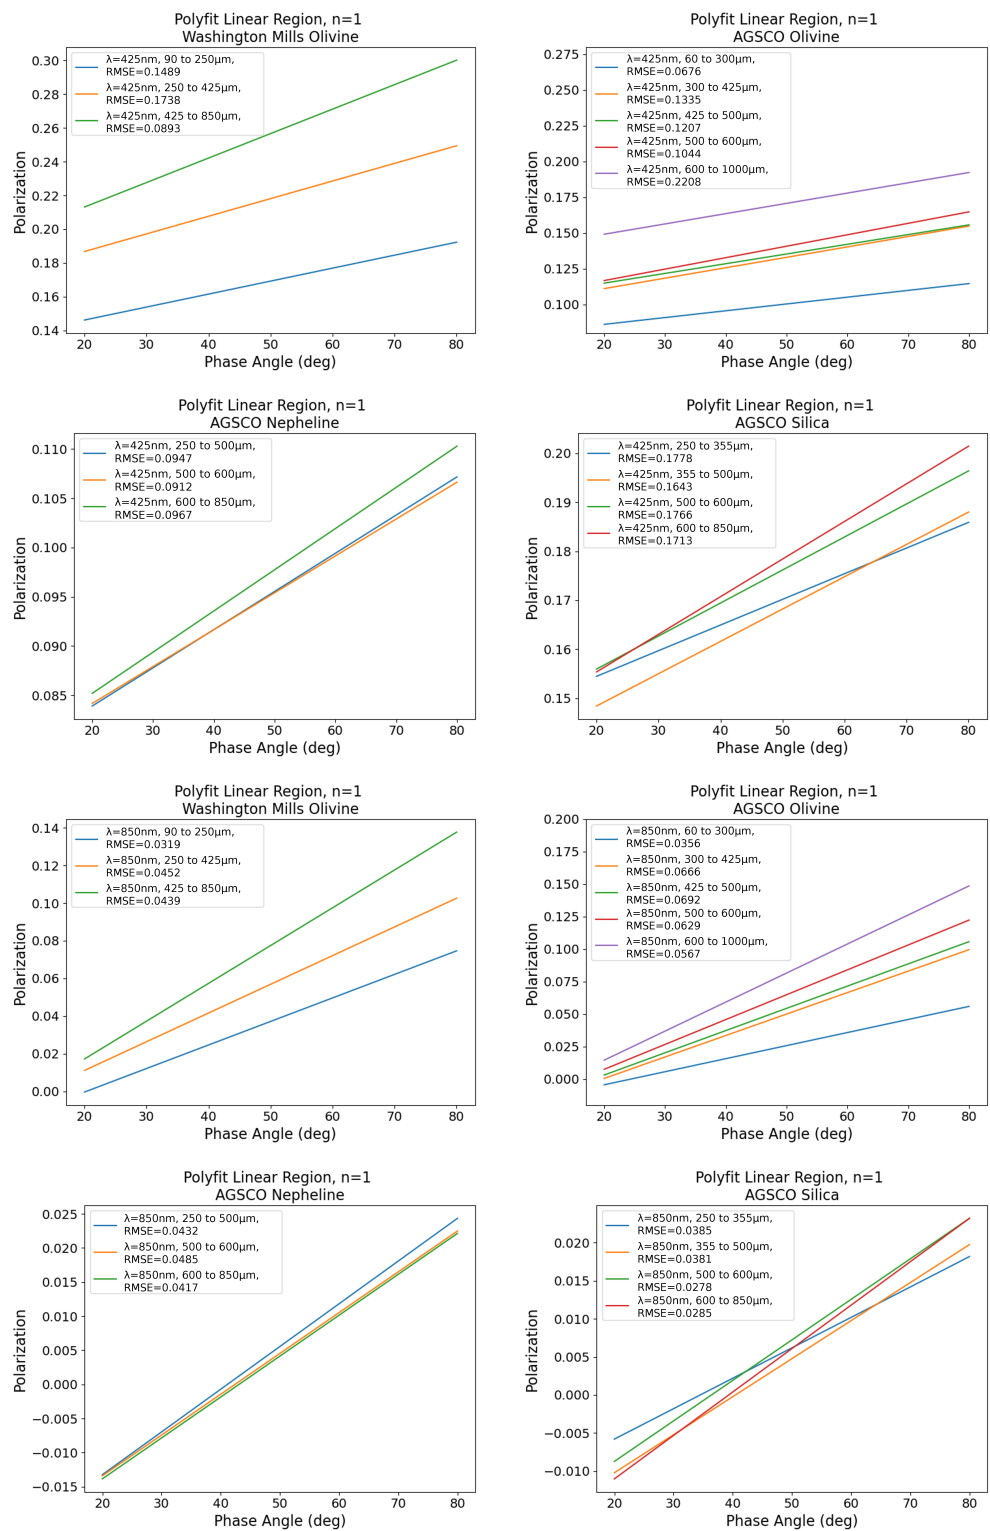 Polyfit Linear Region, n=1
Washington Mills Olivine
λ=425nm, 90 to 250μm,
RMSE=0.1489
λ=425nm, 250 to 425μm,
RMSE=0.1738
λ=425nm, 425 to 850μm,
RMSE=0.0893
0.30
0.28
0.26
0.24
0.22
0.20
0.18
0.16
0.14
Polarization
20 30 40 50 60 70 80
Phase Angle (deg)
Polyfit Linear Region, n=1
AGSCO Olivine
λ=425nm, 60 to 300μm,
RMSE=0.0676
λ=425nm, 300 to 425μm,
RMSE=0.1335
λ=425nm, 425 to 500μm,
RMSE=0.1207
λ=425nm, 500 to 600μm,
RMSE=0.1044
λ=425nm, 600 to 1000μm,
RMSE=0.2208
0.275
0.250
0.225
0.200
0.175
0.150
0.125
0.100
Polarization
20 30 40 50 60 70 80
Phase Angle (deg)
Polyfit Linear Region, n=1
AGSCO Nepheline
λ=425nm, 250 to 500μm,
RMSE=0.0947
λ=425nm, 500 to 600μm,
RMSE=0.0912
λ=425nm, 600 to 850μm,
RMSE=0.0967
0.110
0.105
0.100
0.095
0.090
0.085
Polarization
20 30 40 50 60 70 80
Phase Angle (deg)
Polyfit Linear Region, n=1
AGSCO Silica
λ=425nm, 250 to 355μm,
RMSE=0.1778
λ=425nm, 355 to 500μm,
RMSE=0.1643
λ=425nm, 500 to 600μm,
RMSE=0.1766
λ=425nm, 600 to 850μm,
RMSE=0.1713
0.20
0.19
0.18
0.17
0.16
0.15
Polarization
20 30 40 50 60 70 80
Phase Angle (deg)
Polyfit Linear Region, n=1
Washington Mills Olivine
λ=850nm, 90 to 250μm,
RMSE=0.0319
λ=850nm, 250 to 425μm,
RMSE=0.0452
λ=850nm, 425 to 850μm,
RMSE=0.0439
0.14
0.12
0.10
0.08
0.06
0.04
0.02
0.00
Polarization
20 30 40 50 60 70 80
Phase Angle (deg)
Polyfit Linear Region, n=1
AGSCO Olivine
λ=850nm, 60 to 300μm,
RMSE=0.0356
λ=850nm, 300 to 425μm,
RMSE=0.0666
λ=850nm, 425 to 500μm,
RMSE=0.0692
λ=850nm, 500 to 600μm,
RMSE=0.0629
λ=850nm, 600 to 1000μm,
RMSE=0.0567
0.200
0.175
0.150
0.125
0.100
0.075
0.050
0.025
0.000
Polarization
20 30 40 50 60 70 80
Phase Angle (deg)
Polyfit Linear Region, n=1
AGSCO Nepheline
λ=850nm, 250 to 500μm,
RMSE=0.0432
λ=850nm, 500 to 600μm,
RMSE=0.0485
λ=850nm, 600 to 850μm,
RMSE=0.0417
0.025
0.020
0.015
0.010
0.005
0.000
−0.005
−0.010
−0.015
Polarization
20 30 40 50 60 70 80
Phase Angle (deg)
Polyfit Linear Region, n=1
AGSCO Silica
λ=850nm, 250 to 355μm,
RMSE=0.0385
λ=850nm, 355 to 500μm,
RMSE=0.0381
λ=850nm, 500 to 600μm,
RMSE=0.0278
λ=850nm, 600 to 850μm,
RMSE=0.0285
0.020
0.015
0.010
0.005
0.000
−0.005
−0.010
Polarization
20 30 40 50 60 70 80
Phase Angle (deg)